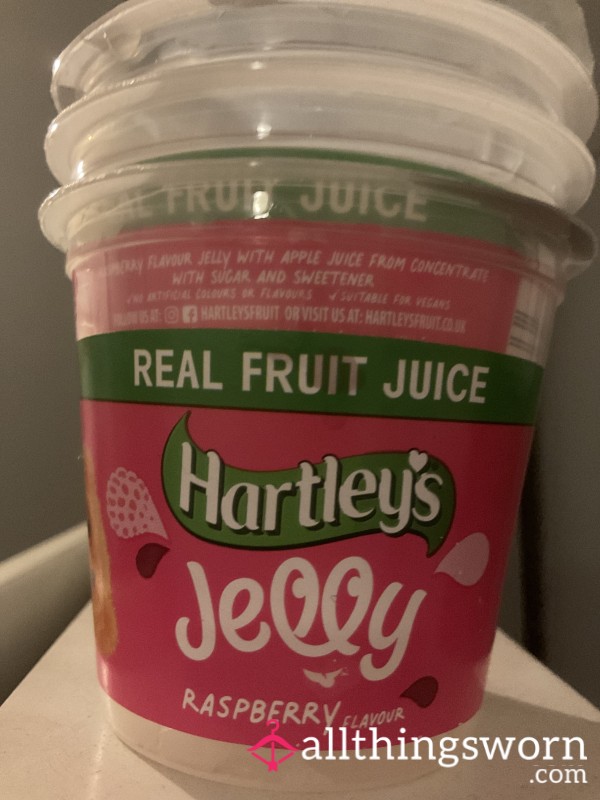 REAL FRUIT JUICE
FLAVOUR JELLY WITH APPLE JUICE FROM CONCENTRATE
WITH SUGAR AND SWEETENER
✓NO ARTIFICIAL COLOURS OR FLAVOURS ✓SUITABLE FOR VEGANS
FOLLOW US AT: HARTLEYSFRUIT OR VISIT US AT: HARTLEYSFRUIT.CO.UK
REAL FRUIT JUICE
Hartley's
Jelly
RASPBERRY FLAVOUR
allthingsworn
.com